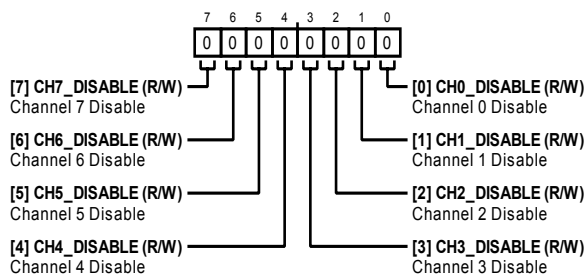 7 6 5 4 3 2 1 0
0 0 0 0 0 0 0 0
[7] CH7_DISABLE (R/W)
Channel 7 Disable
[6] CH6_DISABLE (R/W)
Channel 6 Disable
[5] CH5_DISABLE (R/W)
Channel 5 Disable
[4] CH4_DISABLE (R/W)
Channel 4 Disable
[0] CH0_DISABLE (R/W)
Channel 0 Disable
[1] CH1_DISABLE (R/W)
Channel 1 Disable
[2] CH2_DISABLE (R/W)
Channel 2 Disable
[3] CH3_DISABLE (R/W)
Channel 3 Disable